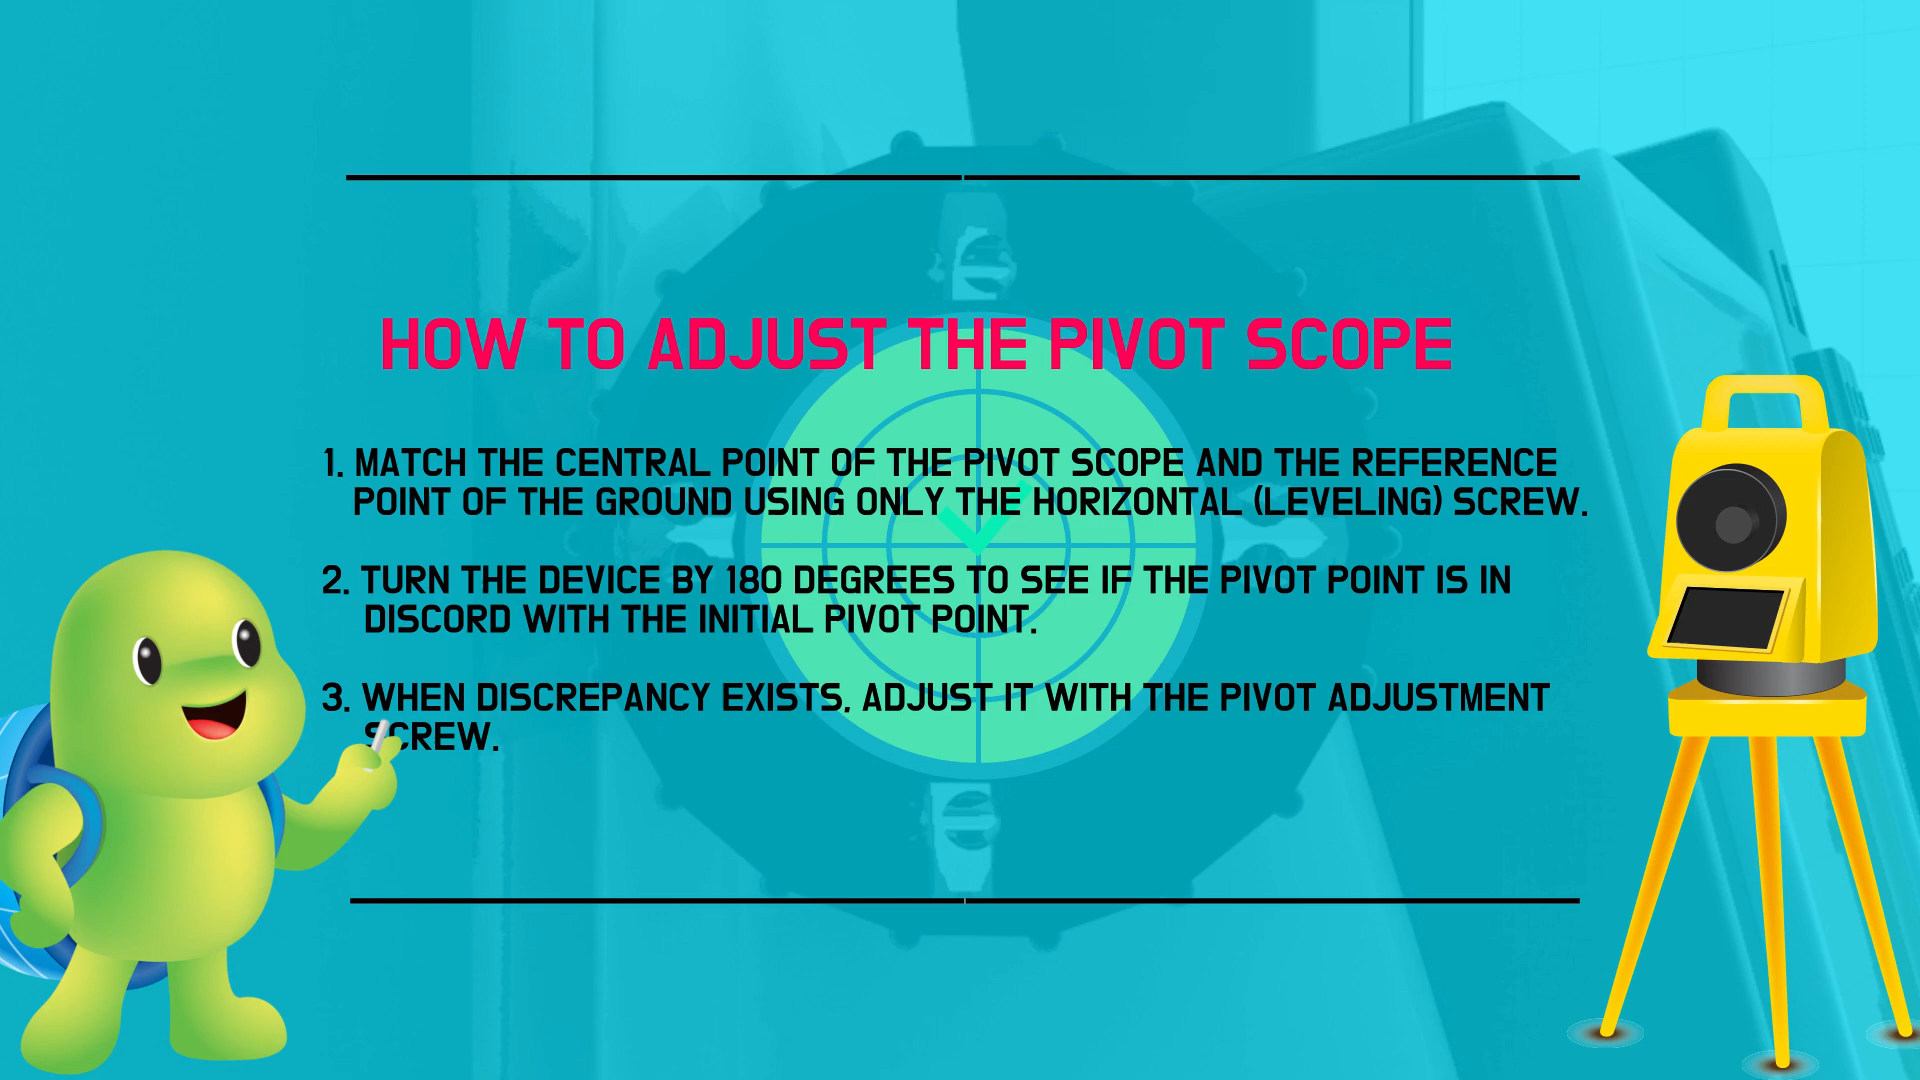 HOW TO ADJUST THE PIVOT SCOPE
1. MATCH THE CENTRAL POINT OF THE PIVOT SCOPE AND THE REFERENCE
POINT OF THE GROUND USING ONLY THE HORIZONTAL (LEVELING) SCREW.
2. TURN THE DEVICE BY 180 DEGREES TO SEE IF THE PIVOT POINT IS IN
DISCORD WITH THE INITIAL PIVOT POINT.
3. WHEN DISCREPANCY EXISTS, ADJUST IT WITH THE PIVOT ADJUSTMENT
SCREW.